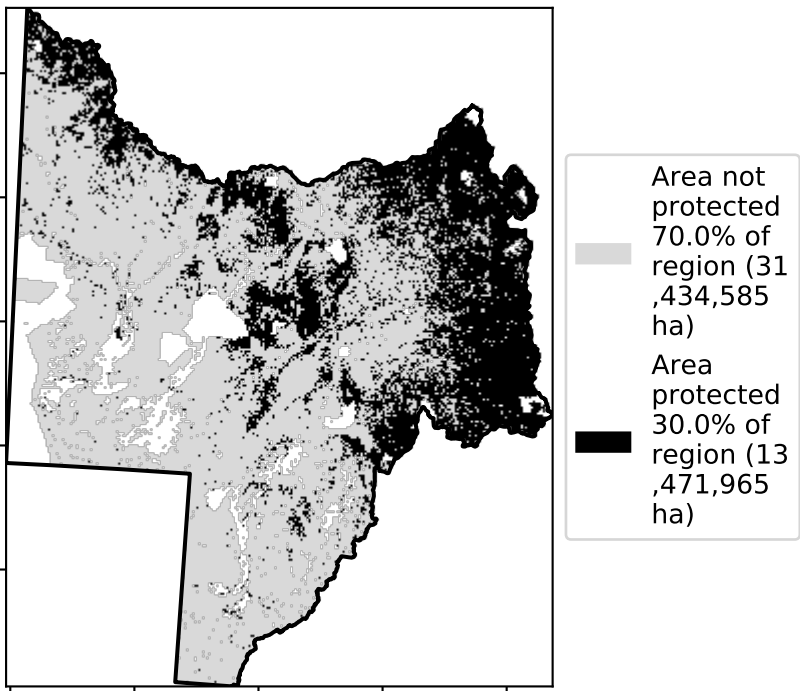 Area not
protected
70.0% of
region (31
,434,585
ha)
Area
protected
30.0% of
region (13
,471,965
ha)